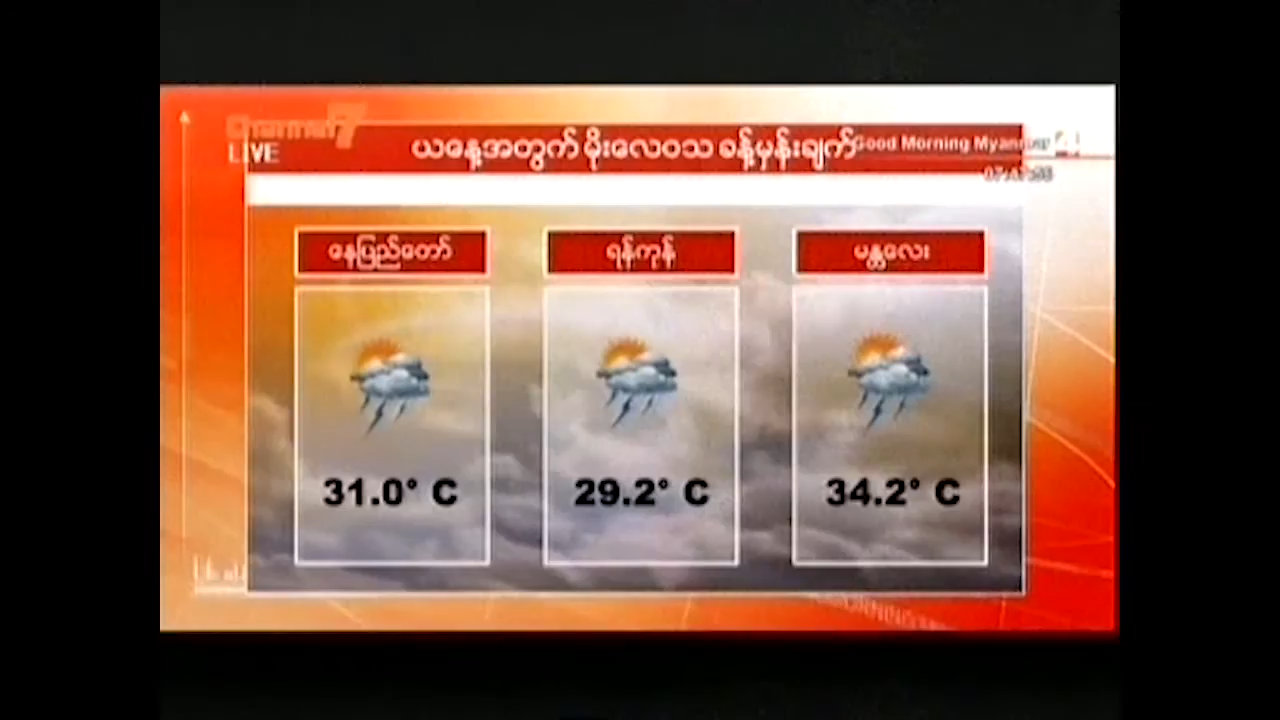 Channel 7
LIVE
ယနေ့အတွက် မိုးလေဝသ ခန့်မှန်းချက်
Good Morning Myanmar
နေပြည်တော်
ရန်ကုန်
မန္တလေး
31.0° C
29.2° C
34.2° C